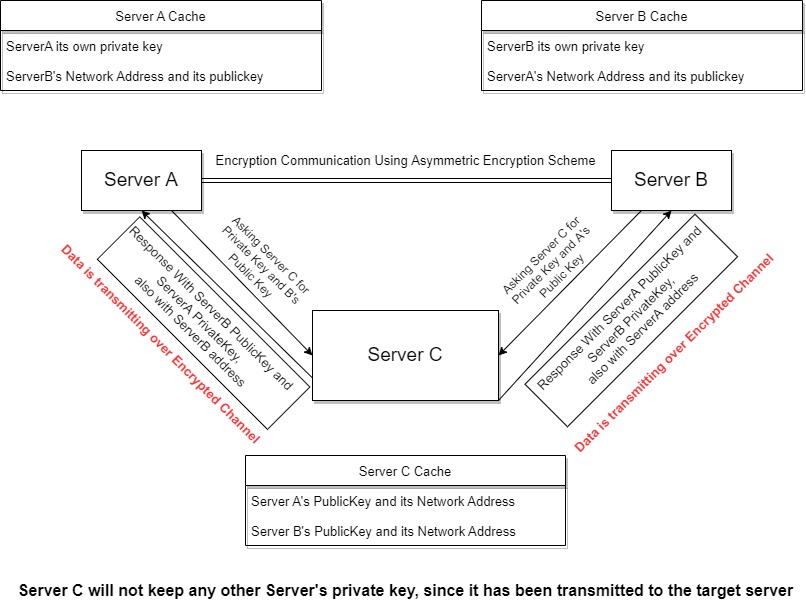 Server A Cache
ServerA its own private key
ServerB's Network Address and its publickey
Server B Cache
ServerB its own private key
ServerA's Network Address and its publickey
Server A
Encryption Communication Using Asymmetric Encryption Scheme
Server B
Asking Server C for
Private Key and B's
Public Key
Response With ServerB PublicKey and
ServerA PrivateKey,
also with ServerB address
Data is transmitting over Encrypted Channel
Asking Server C for
Private Key and A's
Public Key
Response With ServerA PublicKey and
ServerB PrivateKey,
also with ServerA address
Data is transmitting over Encrypted Channel
Server C
Server C Cache
Server A's PublicKey and its Network Address
Server B's PublicKey and its Network Address
Server C will not keep any other Server's private key, since it has been transmitted to the target server